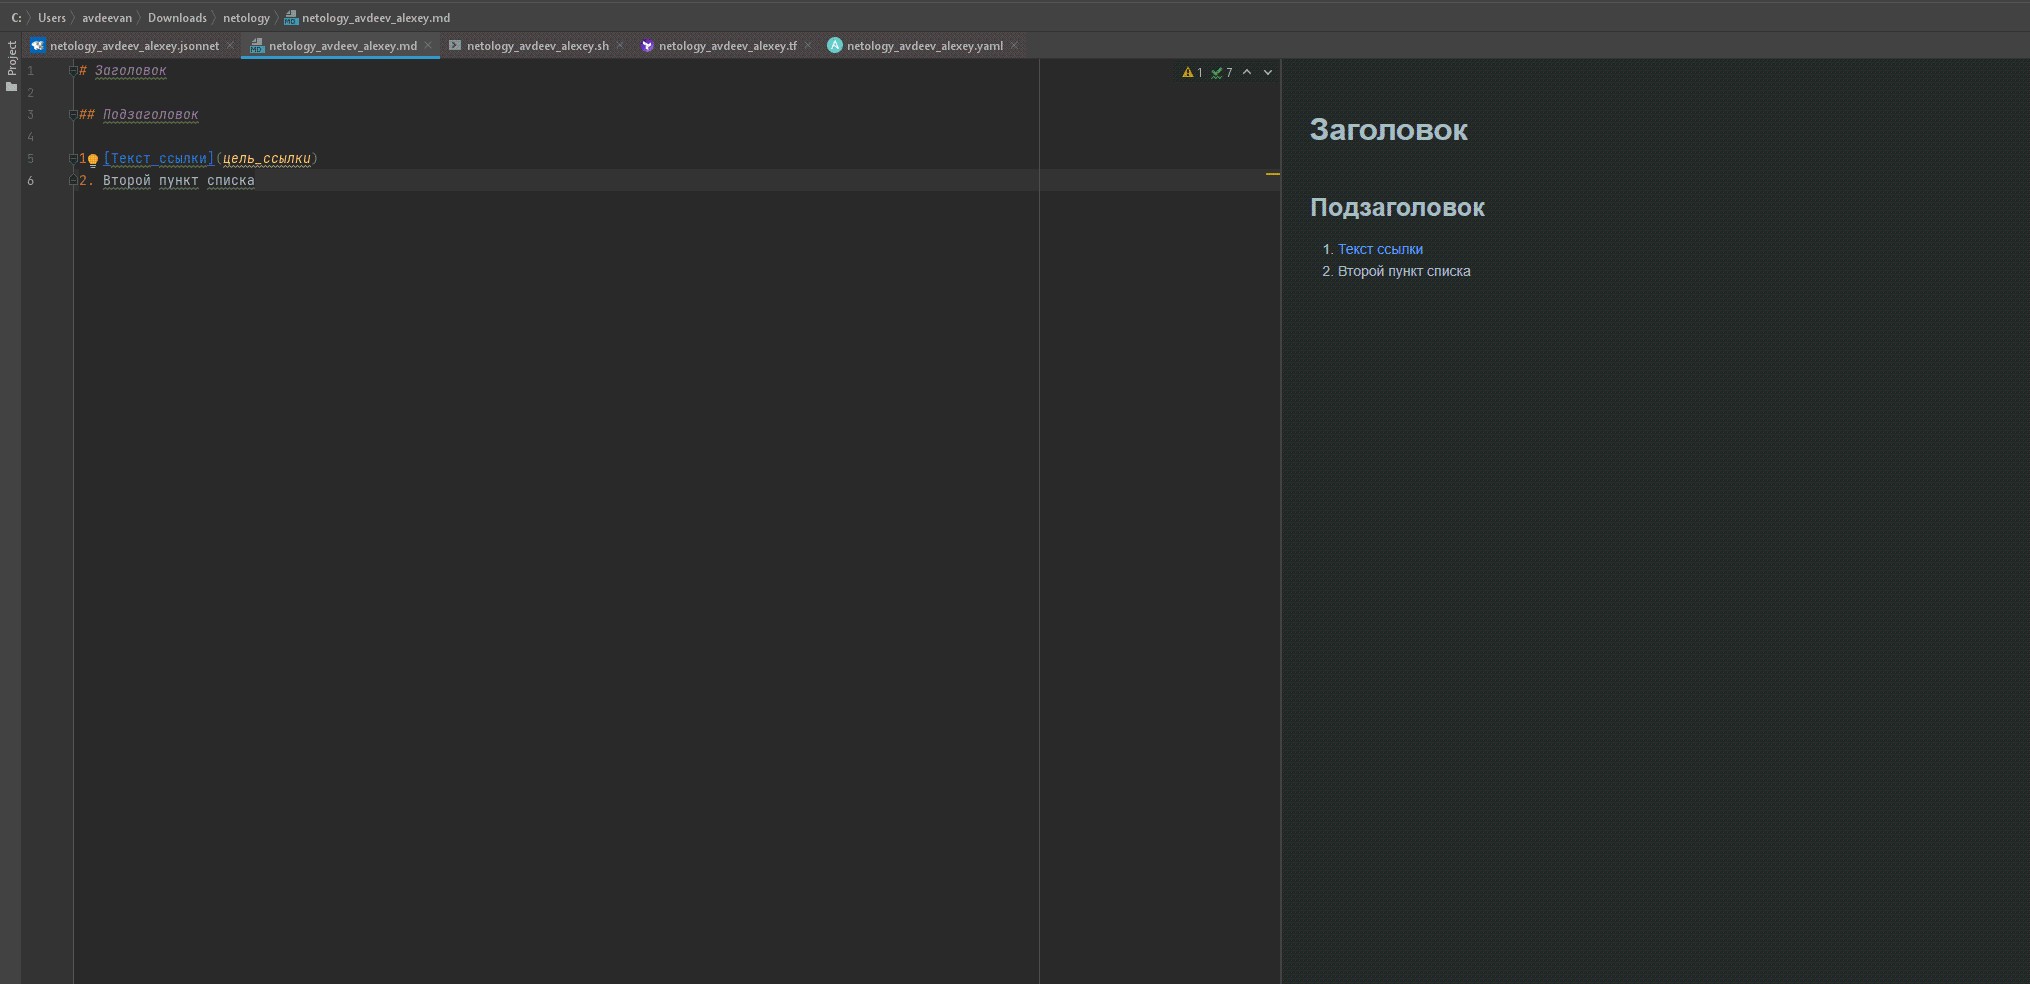 C: Users avdeevan Downloads netology netology_avdeev_alexey.md
netology_avdeev_alexey.jsonnet netology_avdeev_alexey.md netology_avdeev_alexey.sh netology_avdeev_alexey.tf netology_avdeev_alexey.yaml
Project
1 # Заголовок
2
3 ## Подзаголовок
4
5 1 [Текст ссылки](цель_ссылки)
6 2. Второй пункт списка
1 7
Заголовок
Подзаголовок
1. Текст ссылки
2. Второй пункт списка